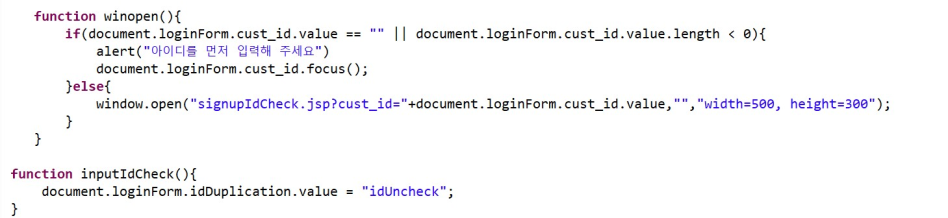 function winopen(){
if(document.loginForm.cust_id.value == "" || document.loginForm.cust_id.value.length < 0){
alert("아이디를 먼저 입력해 주세요")
document.loginForm.cust_id.focus();
}else{
window.open("signupIdCheck.jsp?cust_id="+document.loginForm.cust_id.value,"","width=500, height=300");
}
}
function inputIdCheck(){
document.loginForm.idDuplication.value = "idUncheck";
}